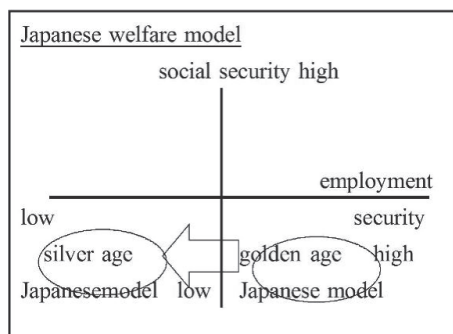 Japanese welfare model
social security high
employment
low security
silver age golden age high
Japanesemodel low Japanese model